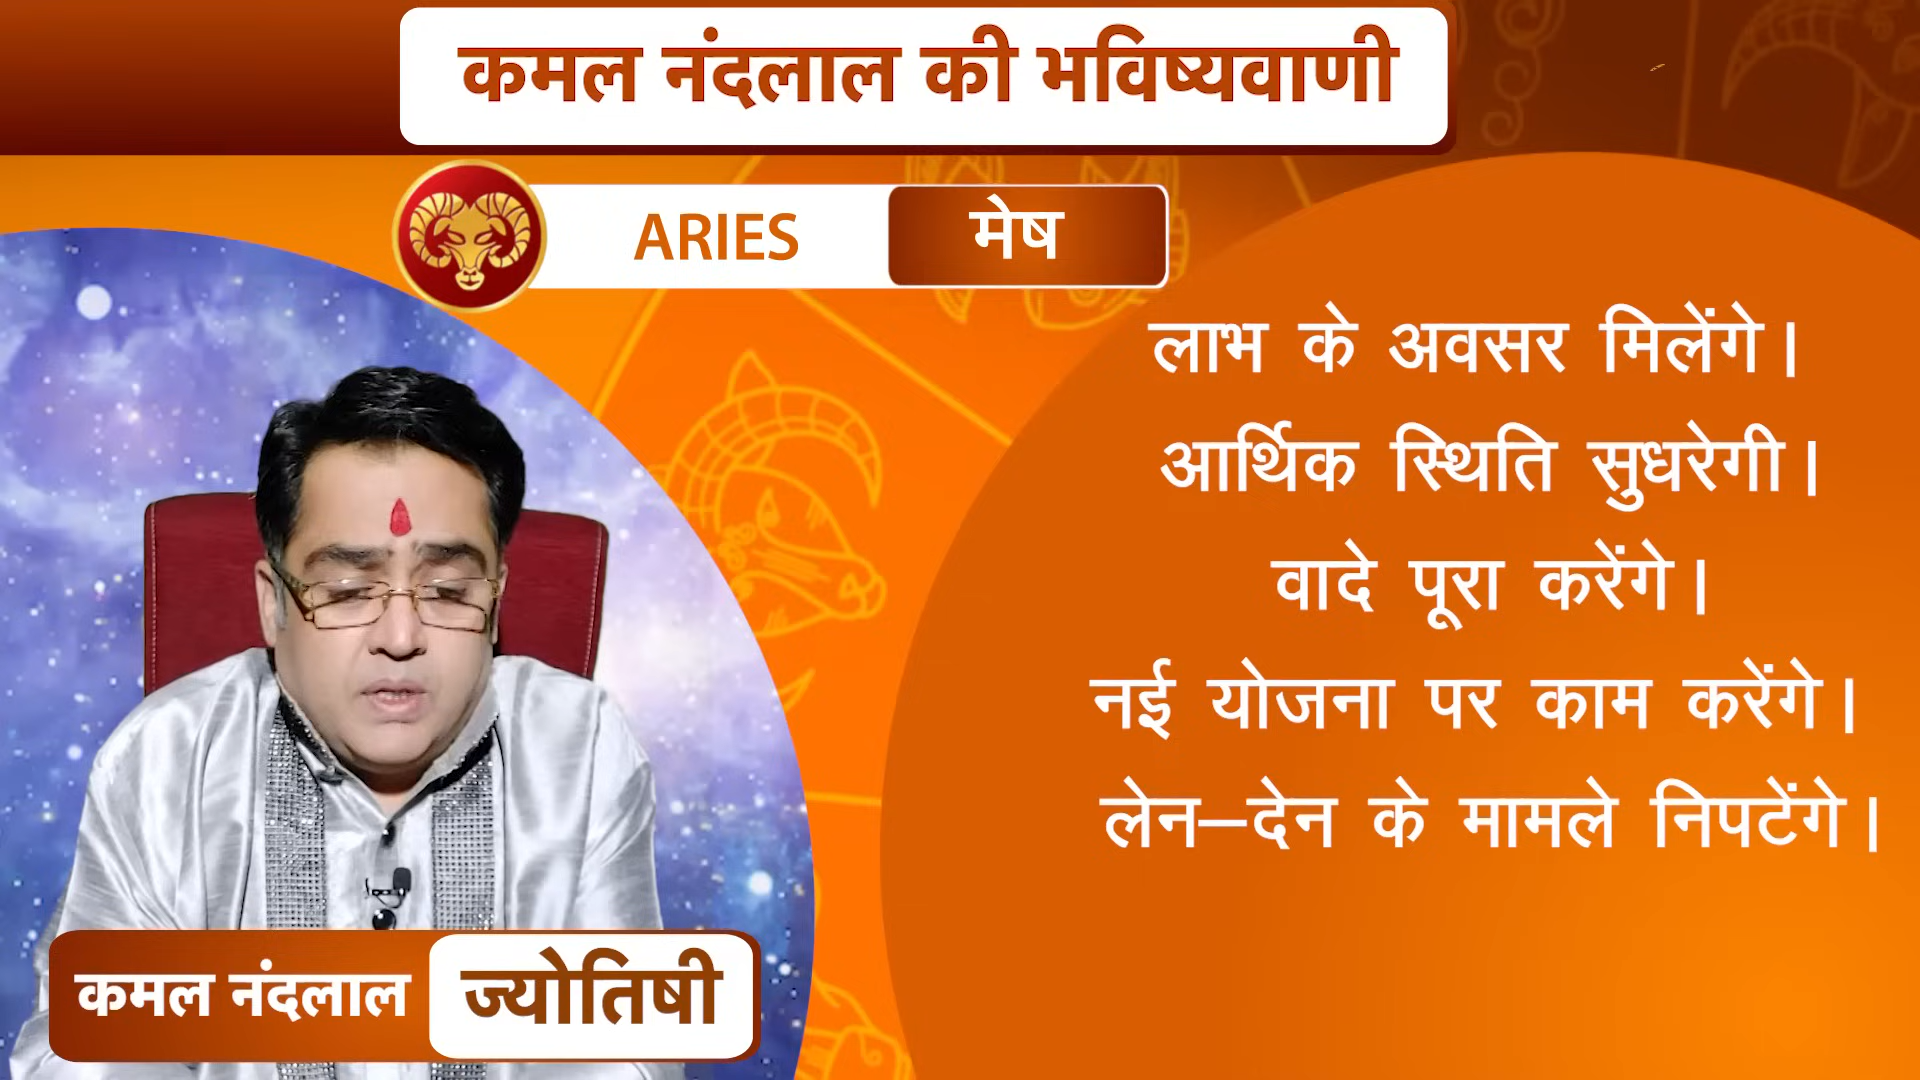 कमल नंदलाल की भविष्यवाणी
ARIES मेष
लाभ के अवसर मिलेंगे।
आर्थिक स्थिति सुधरेगी।
वादे पूरा करेंगे।
नई योजना पर काम करेंगे।
लेन–देन के मामले निपटेंगे।
कमल नंदलाल ज्योतिषी